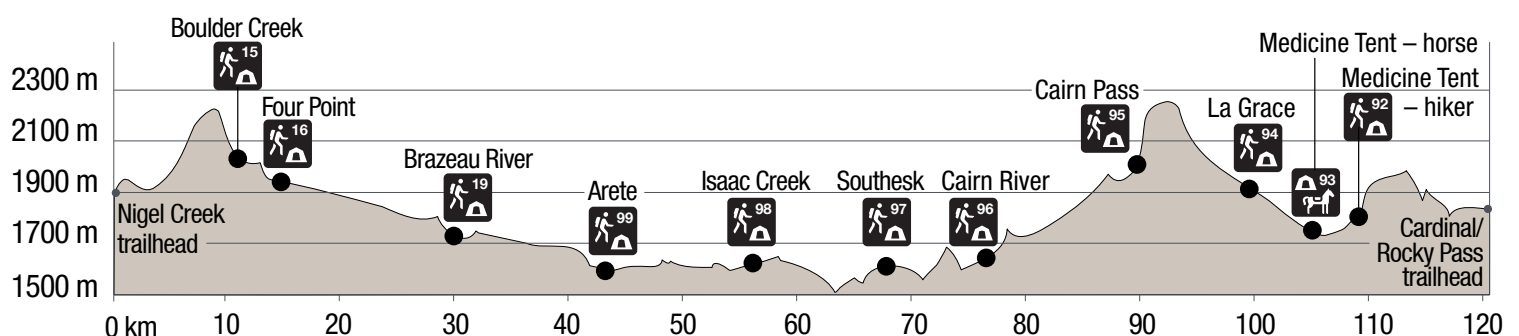 Boulder Creek
15
Four Point
16
Brazeau River
19
Arete
99
Isaac Creek
98
Southesk
97
Cairn River
96
Cairn Pass
95
La Grace
94
Medicine Tent – horse
93
Medicine Tent
– hiker
92
2300 m
2100 m
1900 m
1700 m
1500 m
Nigel Creek
trailhead
Cardinal/
Rocky Pass
trailhead
0 km 10 20 30 40 50 60 70 80 90 100 110 120